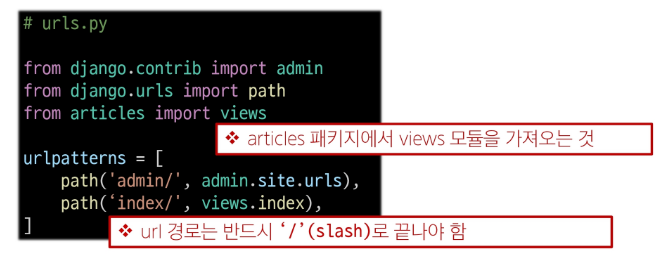 # urls.py
from django.contrib import admin
from django.urls import path
from articles import views
❖ articles 패키지에서 views 모듈을 가져오는 것
urlpatterns = [
path('admin/', admin.site.urls),
path(‘index/’, views.index),
]
❖ url 경로는 반드시 ‘/’(slash)로 끝나야 함